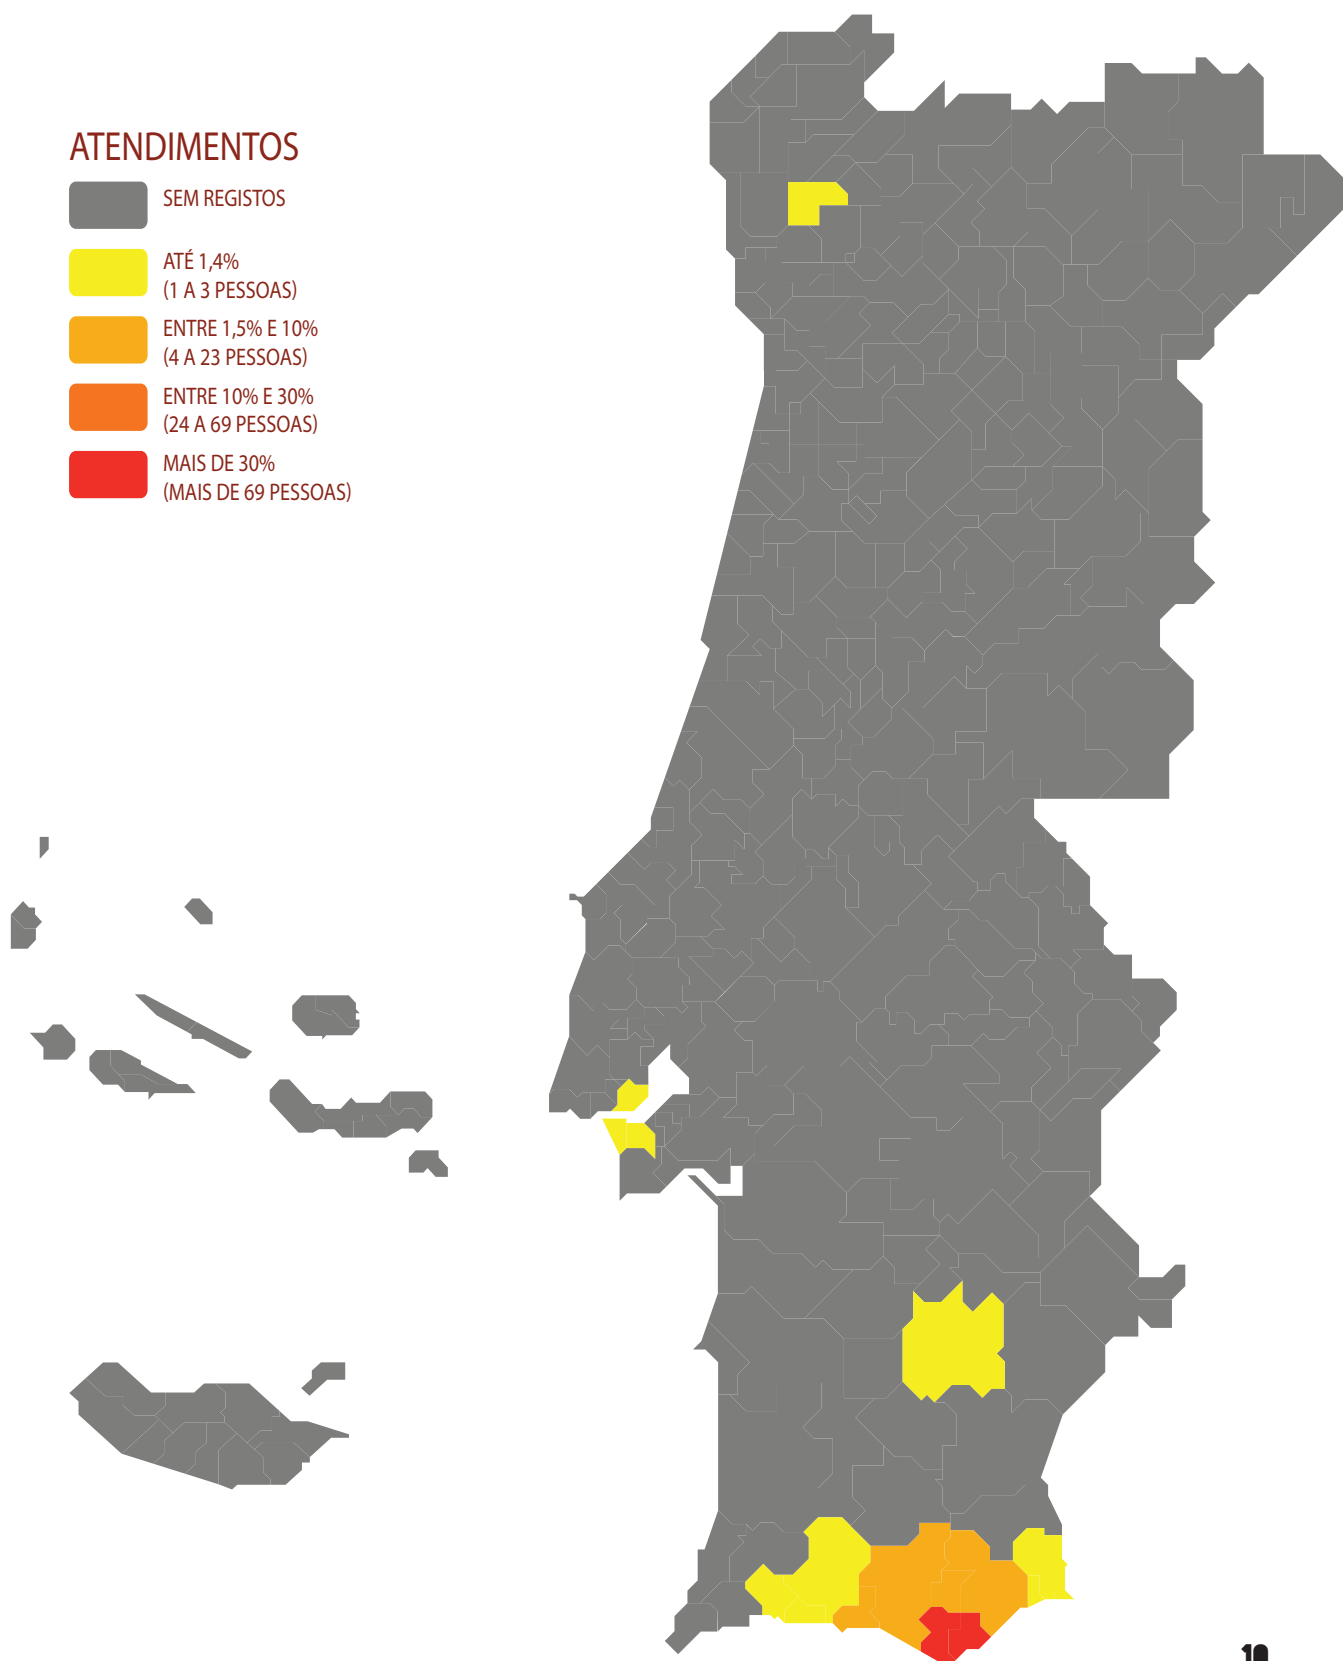 ATENDIMENTOS
SEM REGISTOS
ATÉ 1,4%
(1 A 3 PESSOAS)
ENTRE 1,5% E 10%
(4 A 23 PESSOAS)
ENTRE 10% E 30%
(24 A 69 PESSOAS)
MAIS DE 30%
(MAIS DE 69 PESSOAS)